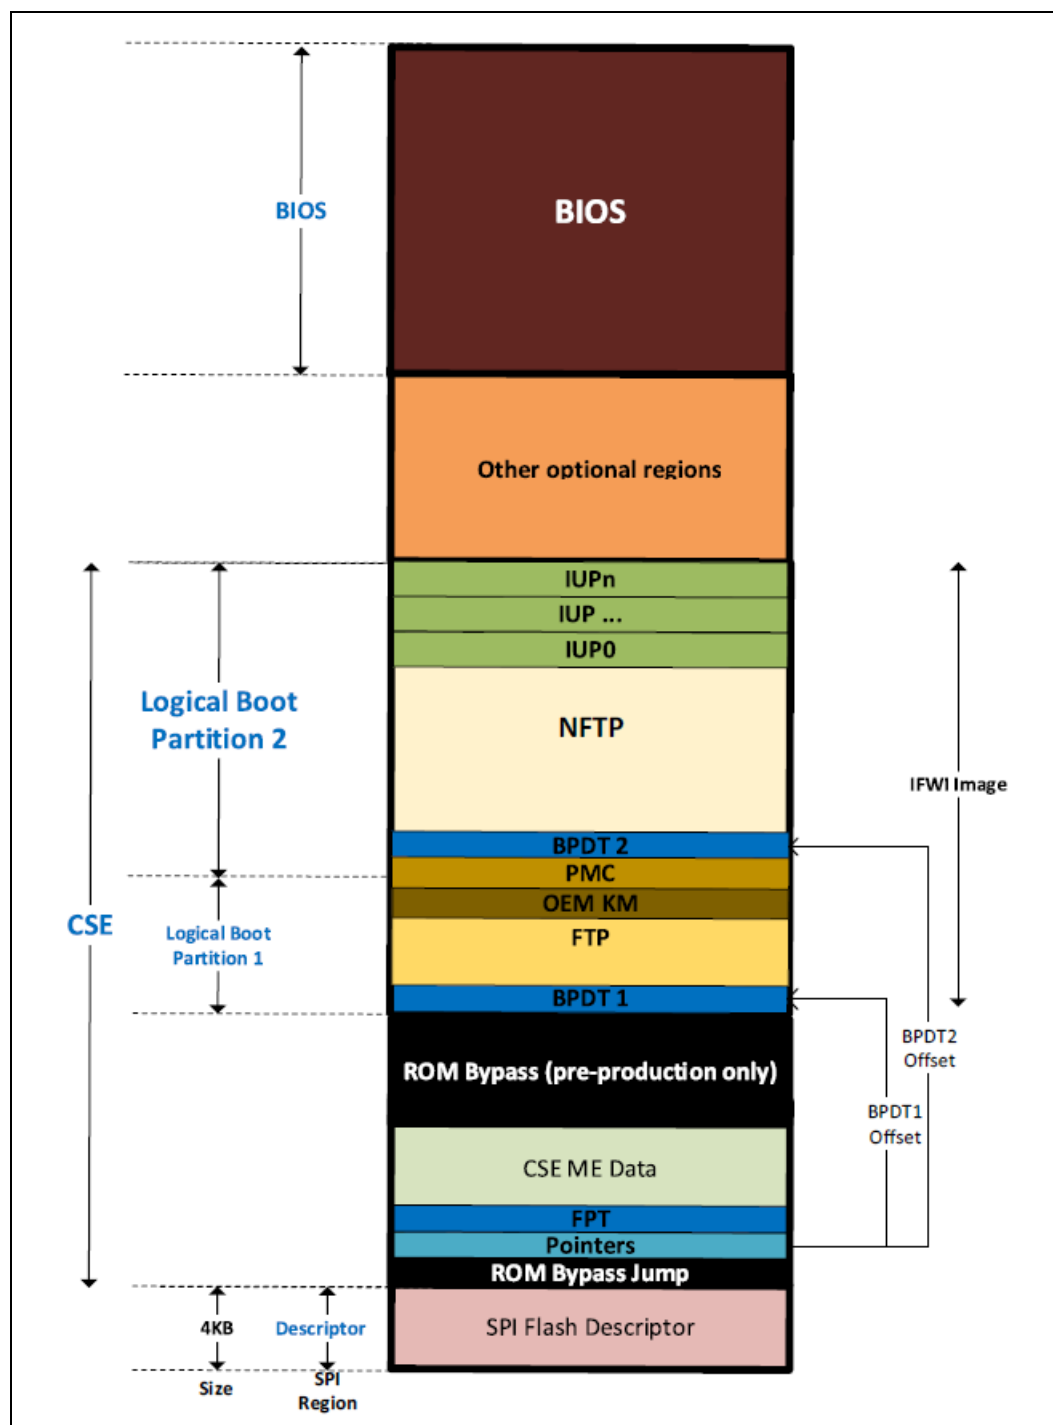 BIOS
BIOS
Other optional regions
IUPn
IUP ...
IUP0
Logical Boot
Partition 2
NFTP
IFWI Image
BPDT 2
PMC
OEM KM
CSE
Logical Boot
Partition 1
FTP
BPDT 1
BPDT2
Offset
ROM Bypass (pre-production only)
BPDT1
Offset
CSE ME Data
FPT
Pointers
ROM Bypass Jump
4KB
Descriptor
SPI Flash Descriptor
Size
SPI
Region